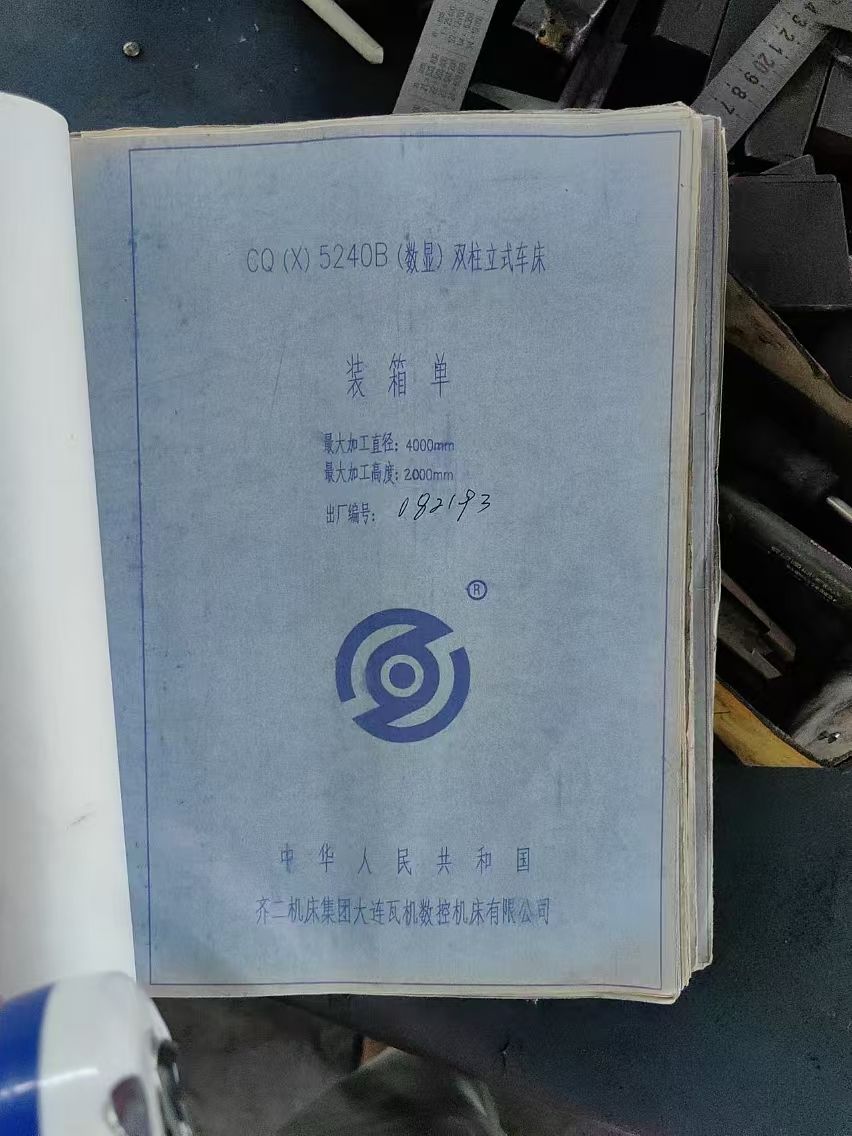 CQ (X) 5240B (数显) 双柱立式车床
装箱单
最大加工直径: 4000mm
最大加工高度: 2000mm
出厂编号: 082193
®
中华人民共和国
齐二机床集团大连瓦机数控机床有限公司